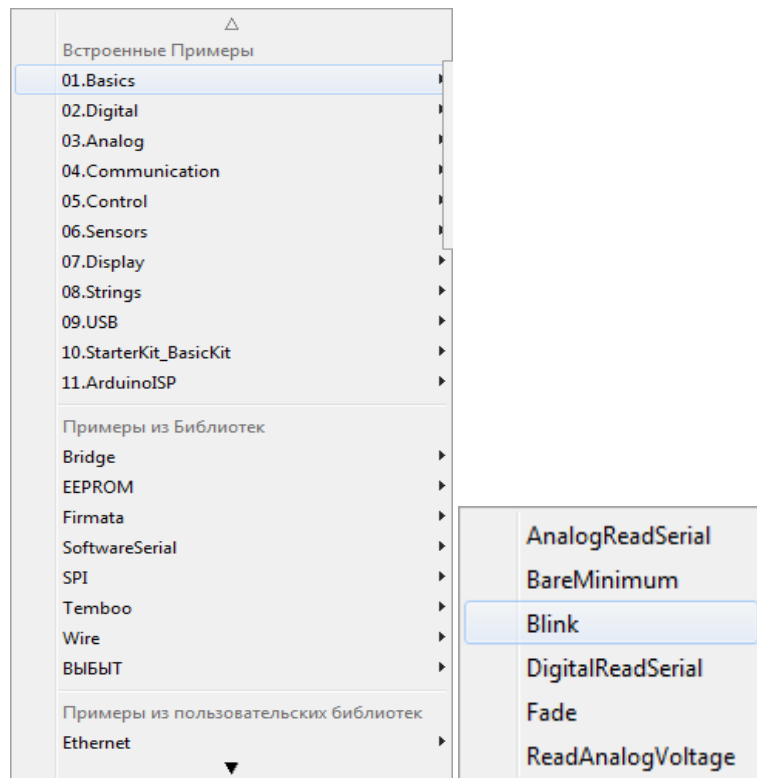 Встроенные Примеры
01.Basics
02.Digital
03.Analog
04.Communication
05.Control
06.Sensors
07.Display
08.Strings
09.USB
10.StarterKit_BasicKit
11.ArduinoISP
Примеры из Библиотек
Bridge
EEPROM
Firmata
SoftwareSerial
SPI
Temboo
Wire
ВЫБЫТ
Примеры из пользовательских библиотек
Ethernet
AnalogReadSerial
BareMinimum
Blink
DigitalReadSerial
Fade
ReadAnalogVoltage